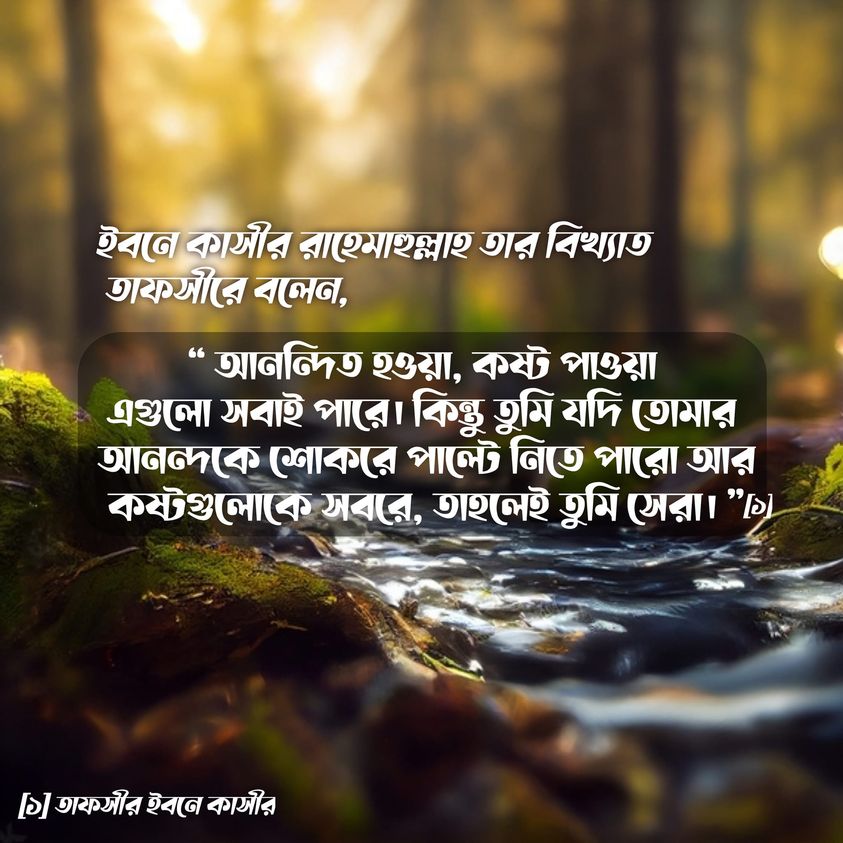 ইবনে কাসীর রাহেমাহুল্লাহ তার বিখ্যাত
তাফসীরে বলেন,
“ আনন্দিত হওয়া, কষ্ট পাওয়া
এগুলো সবাই পারে। কিন্তু তুমি যদি তোমার
আনন্দকে শোকরে পাল্টে নিতে পারো আর
কষ্টগুলোকে সবরে, তাহলেই তুমি সেরা। ”[১]
[১] তাফসীর ইবনে কাসীর